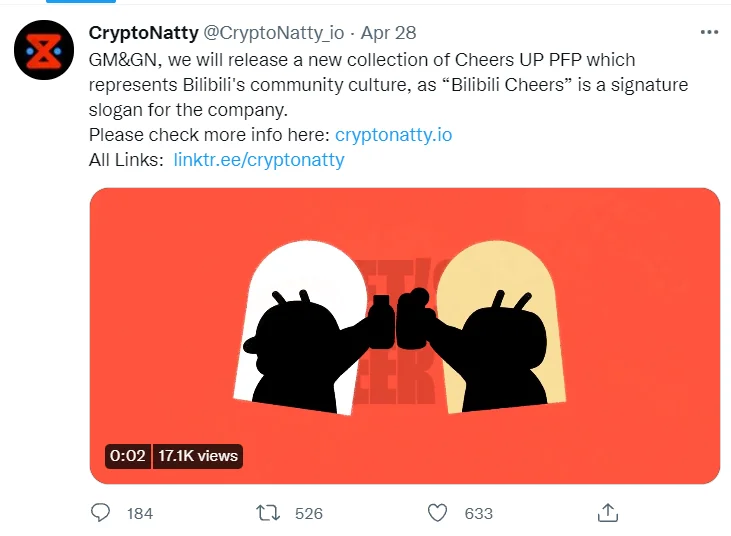 CryptoNatty @CryptoNatty_io · Apr 28
GM&GN, we will release a new collection of Cheers UP PFP which
represents Bilibili's community culture, as “Bilibili Cheers” is a signature
slogan for the company.
Please check more info here: cryptonatty.io
All Links: linktr.ee/cryptonatty
0:02 17.1K views
184 526 633